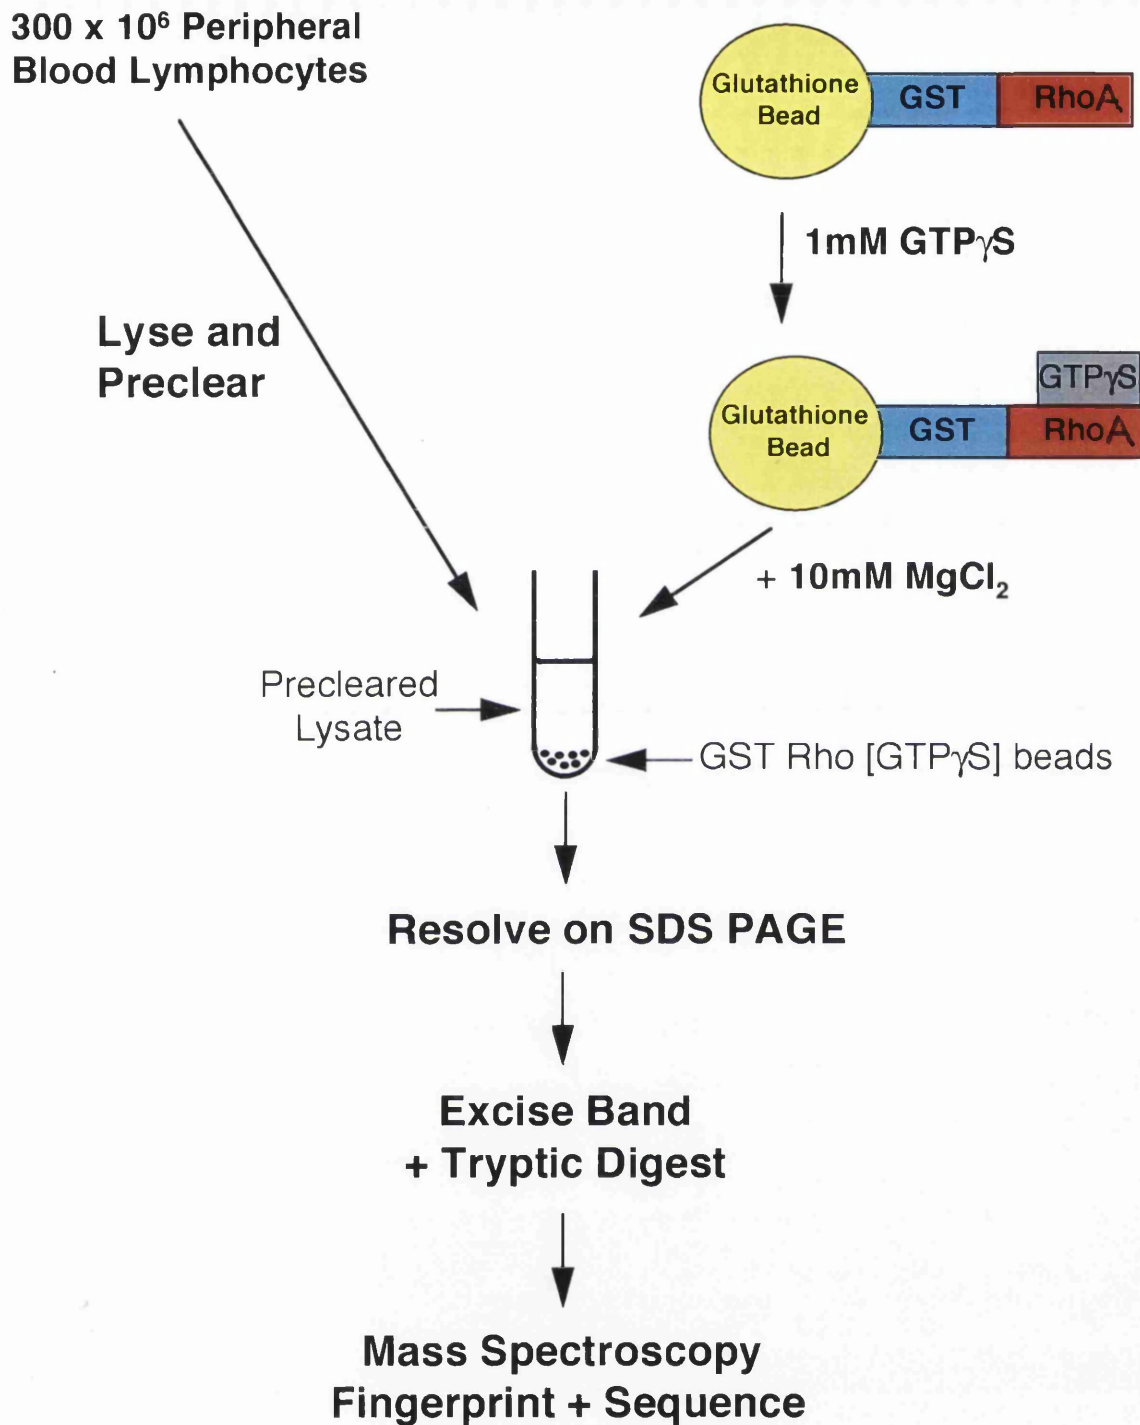 300 x 10⁶ Peripheral
Blood Lymphocytes
Glutathione
Bead
GST
RhoA
1mM GTPγS
Lyse and
Preclear
GTPγS
Glutathione
Bead
GST
RhoA
+ 10mM MgCl₂
Precleared
Lysate
GST Rho [GTPγS] beads
Resolve on SDS PAGE
Excise Band
+ Tryptic Digest
Mass Spectroscopy
Fingerprint + Sequence